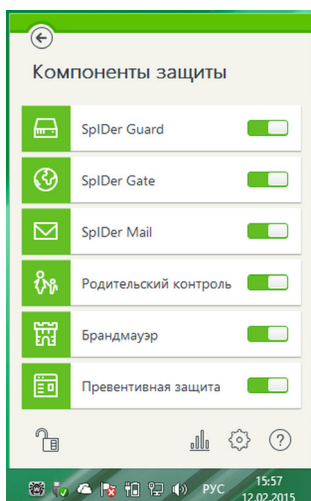 Компоненты защиты
SpIDer Guard
SpIDer Gate
SpIDer Mail
Родительский контроль
Брандмауэр
Превентивная защита
РУС
15:57
12.02.2015